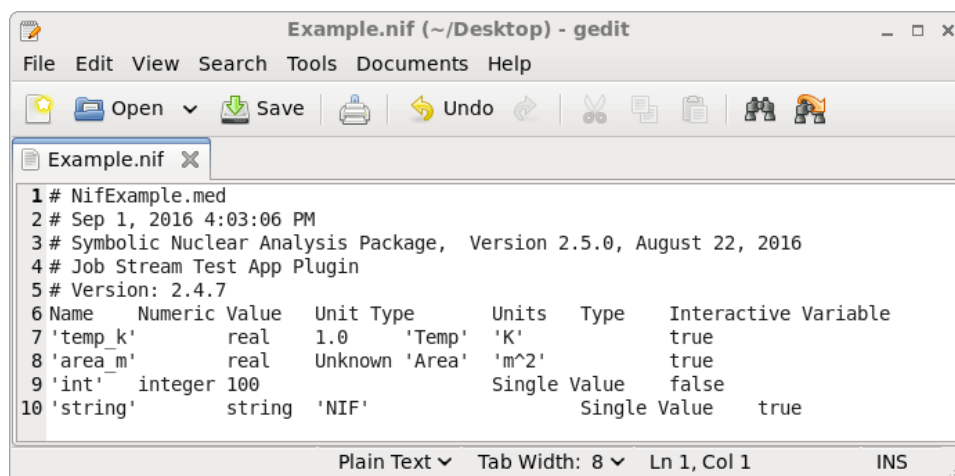 Example.nif (~/Desktop) - gedit
File Edit View Search Tools Documents Help
Open Save Undo
Example.nif
1 # NifExample.med
2 # Sep 1, 2016 4:03:06 PM
3 # Symbolic Nuclear Analysis Package,  Version 2.5.0, August 22, 2016
4 # Job Stream Test App Plugin
5 # Version: 2.4.7
6 Name    Numeric Value   Unit Type       Units   Type    Interactive Variable
7 'temp_k'        real    1.0     'Temp'  'K'             true
8 'area_m'        real    Unknown 'Area'  'm^2'           true
9 'int'   integer 100                     Single Value    false
10 'string'        string  'NIF'                   Single Value    true
Plain Text Tab Width: 8 Ln 1, Col 1 INS